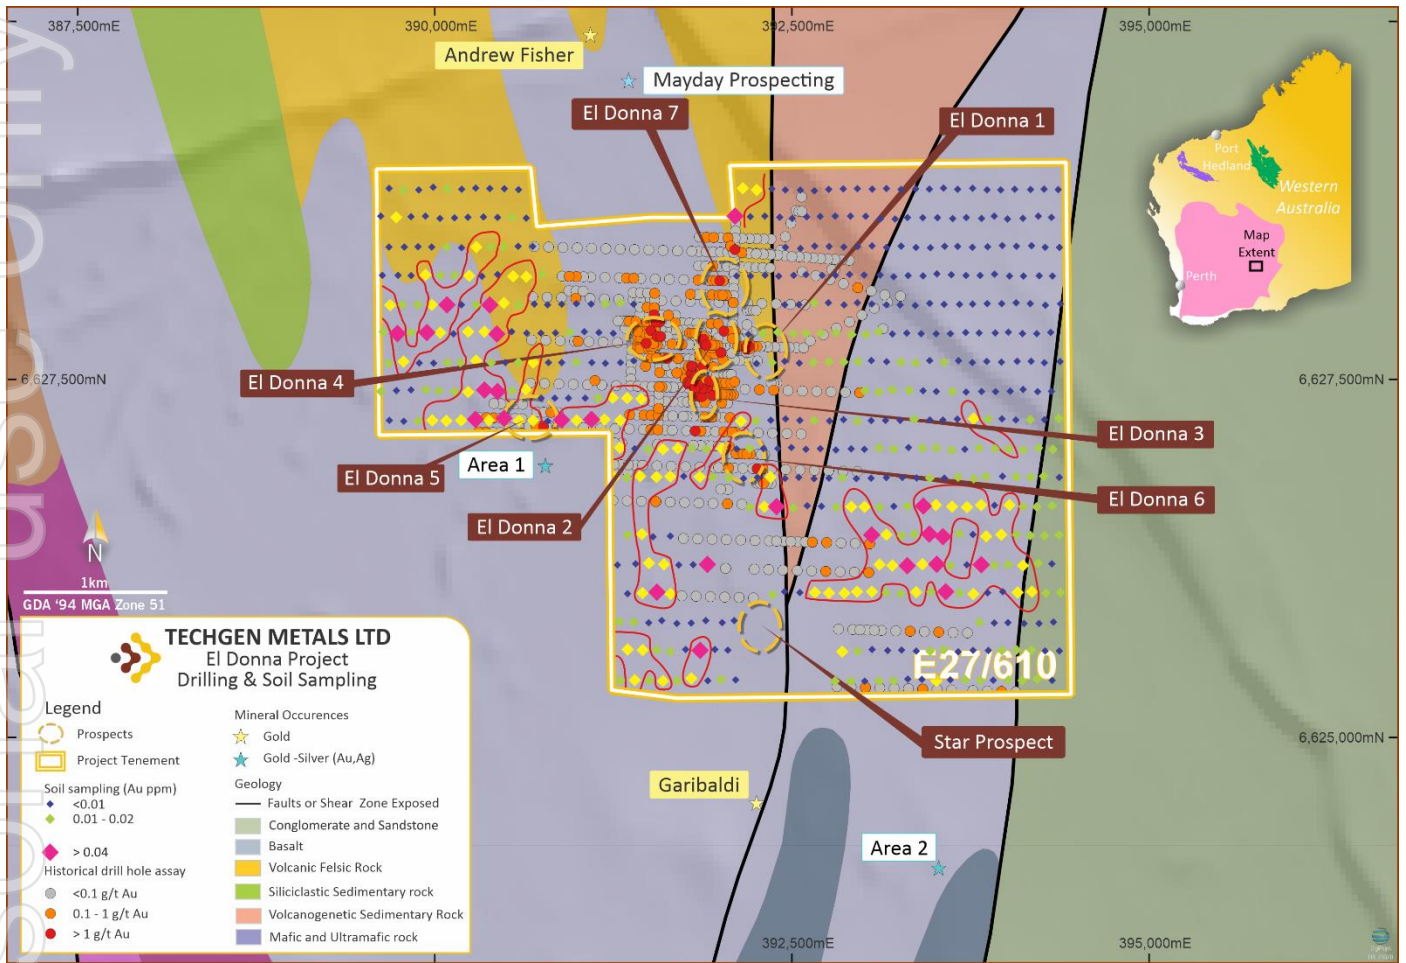 387,500mE
390,000mE
392,500mE
395,000mE
Andrew Fisher
Mayday Prospecting
El Donna 7
El Donna 1
Port
Hedland
Western
Australia
Map
Extent
Perth
El Donna 4
6,627,500mN
6,627,500mN
El Donna 3
Area 1
El Donna 5
El Donna 6
El Donna 2
N
1km
GDA '94 MGA Zone 51
E27/610
Star Prospect
6,625,000mN
Garibaldi
Area 2
TECHGEN METALS LTD
El Donna Project
Drilling & Soil Sampling
Legend
Prospects
Project Tenement
Soil sampling (Au ppm)
<0.01
0.01 - 0.02
> 0.04
Historical drill hole assay
<0.1 g/t Au
0.1 - 1 g/t Au
> 1 g/t Au
Mineral Occurences
Gold
Gold -Silver (Au,Ag)
Geology
Faults or Shear Zone Exposed
Conglomerate and Sandstone
Basalt
Volcanic Felsic Rock
Siliciclastic Sedimentary rock
Volcanogenetic Sedimentary Rock
Mafic and Ultramafic rock
392,500mE
395,000mE